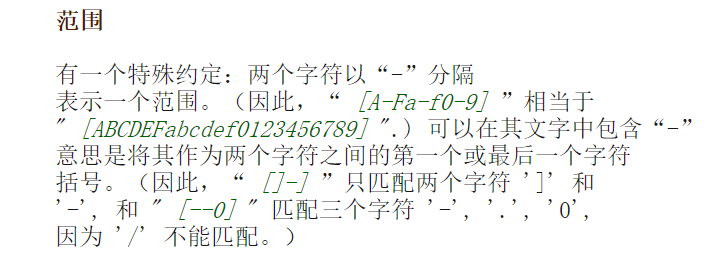 范围
有一个特殊约定：两个字符以“-”分隔
表示一个范围。（因此，“ [A-Fa-f0-9] ”相当于
" [ABCDEFabcdef0123456789] ".）可以在其文字中包含“-”
意思是将其作为两个字符之间的第一个或最后一个字符
括号。（因此，“ []-] ”只匹配两个字符 ']' 和
'-', 和 " [--0] " 匹配三个字符 '-', '.', '0',
因为 '/' 不能匹配。）